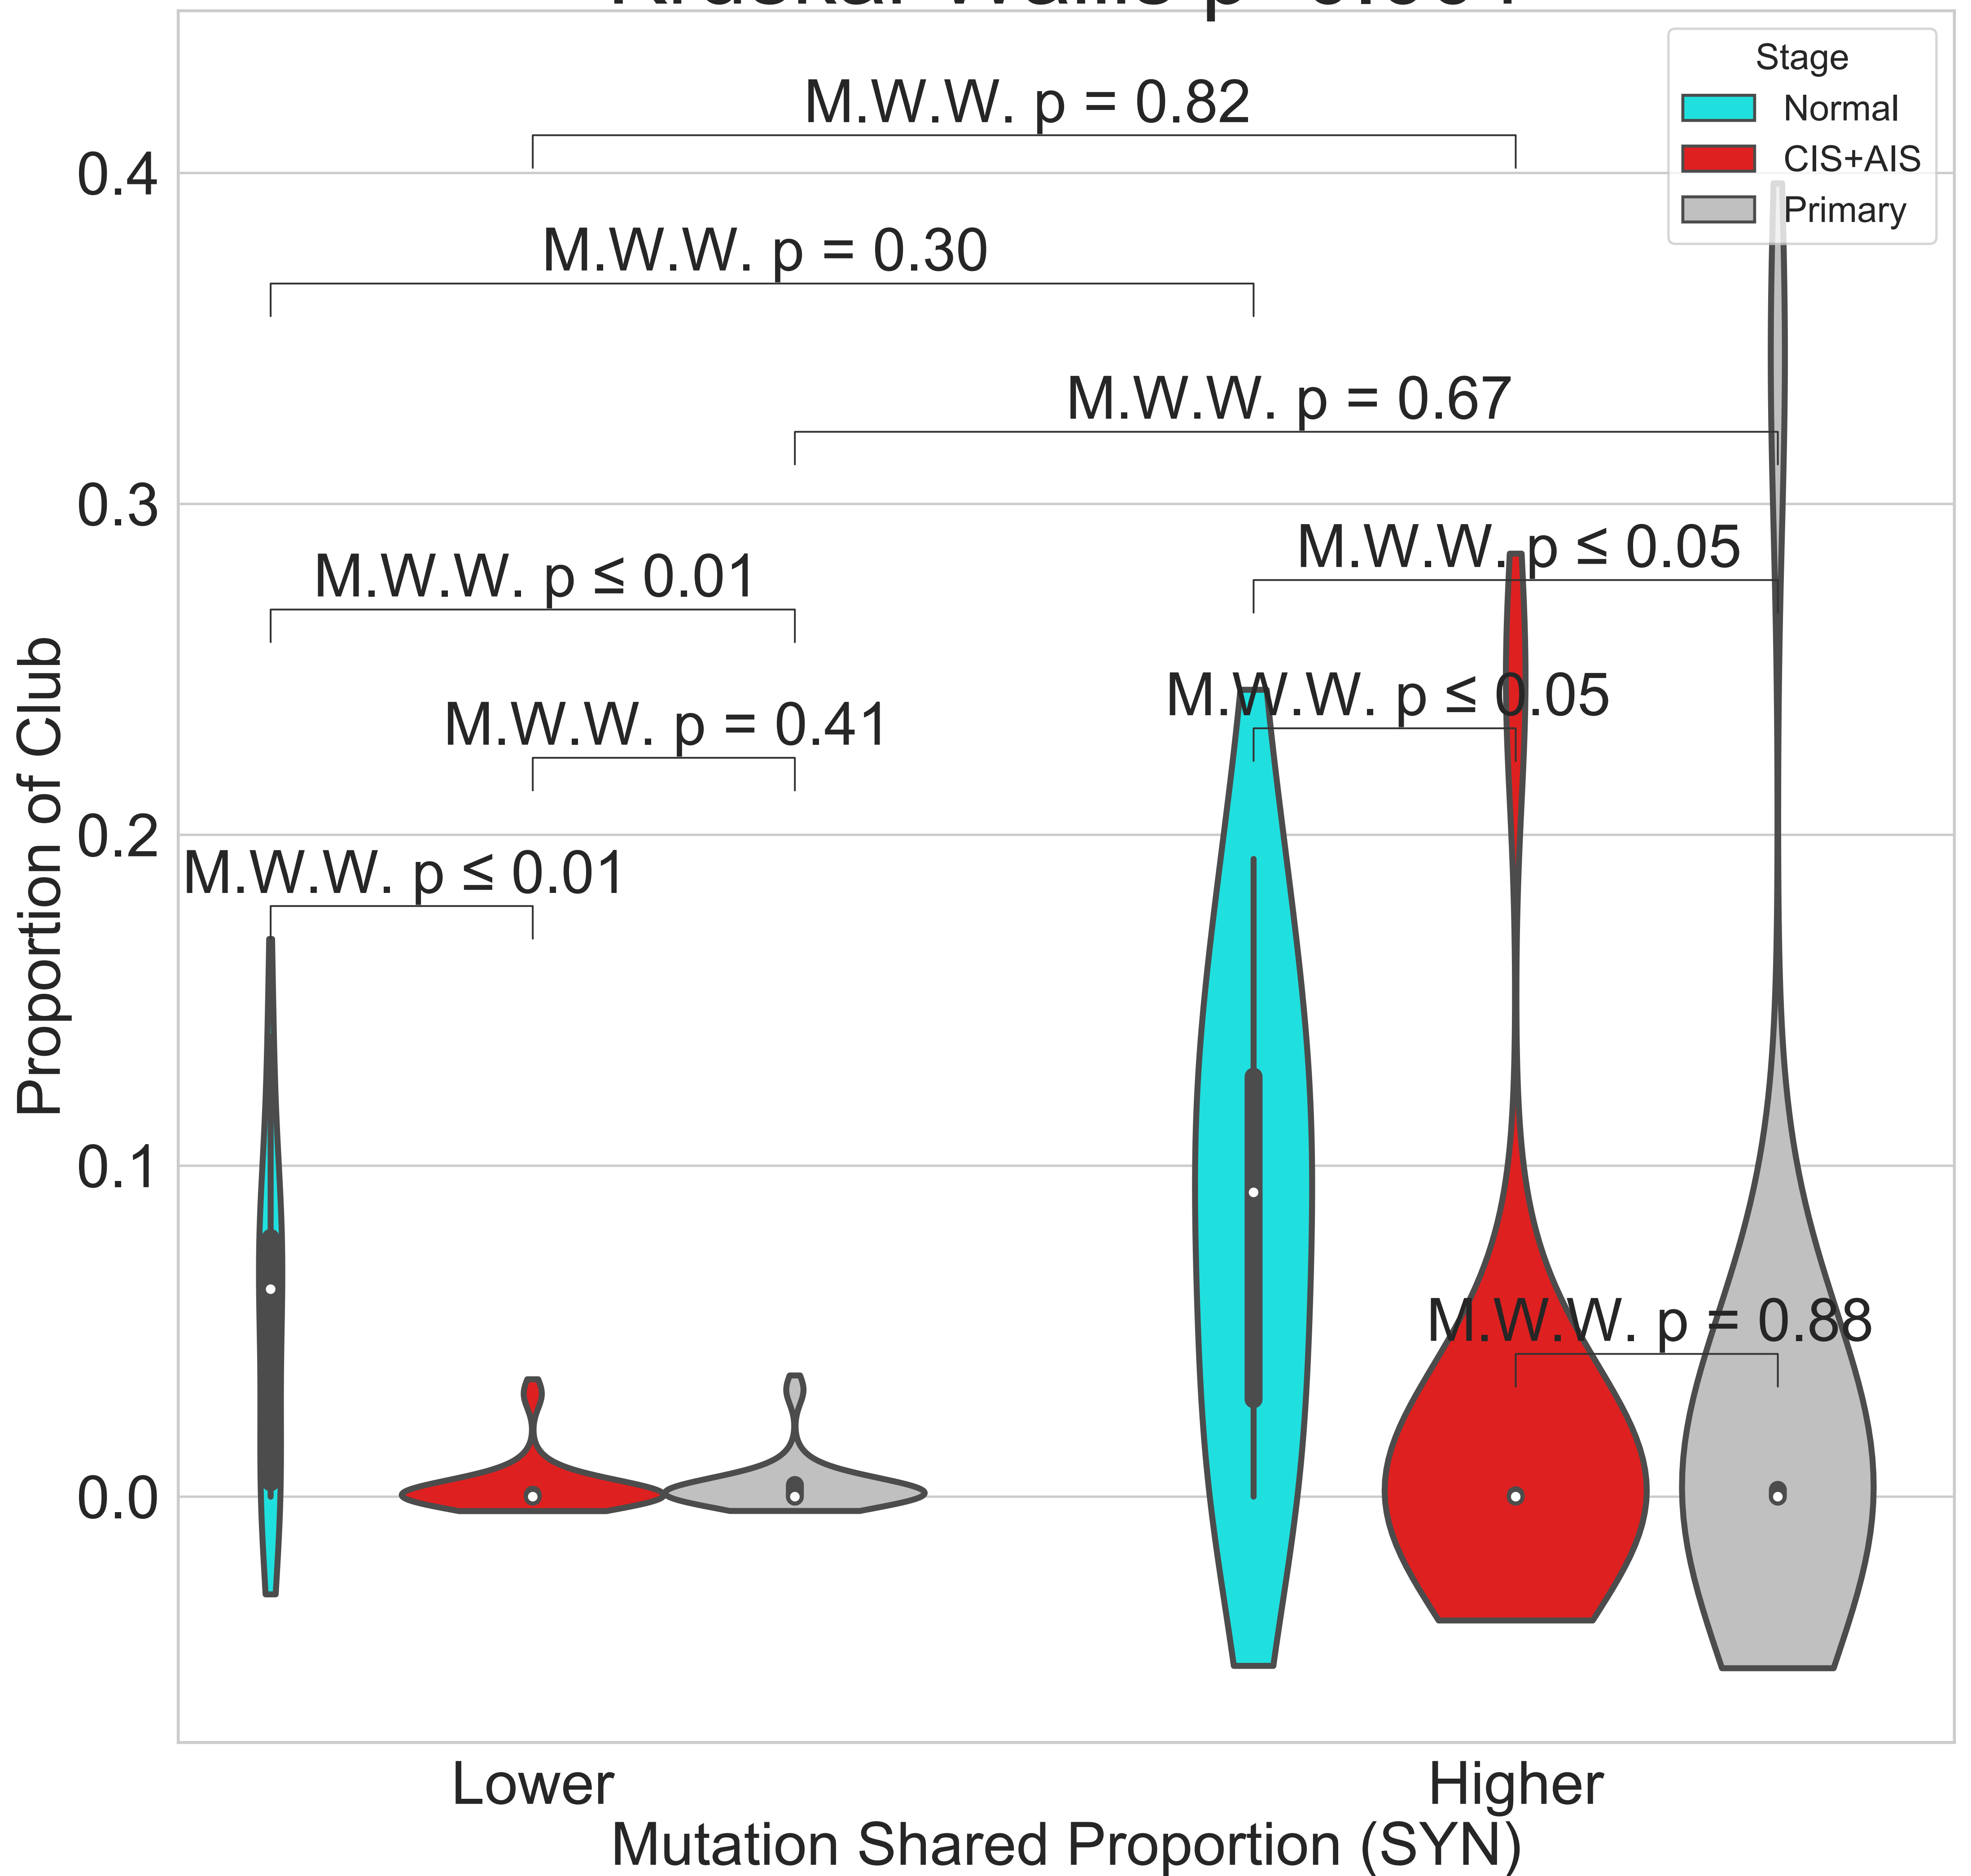 Stage
Normal
CIS+AIS
Primary
M.W.W. p = 0.82
M.W.W. p = 0.30
M.W.W. p = 0.67
M.W.W. p ≤ 0.05
M.W.W. p ≤ 0.01
M.W.W. p ≤ 0.05
M.W.W. p = 0.41
M.W.W. p ≤ 0.01
M.W.W. p = 0.88
0.4
0.3
0.2
0.1
0.0
Proportion of Club
Lower
Higher
Mutation Shared Proportion (SYN)